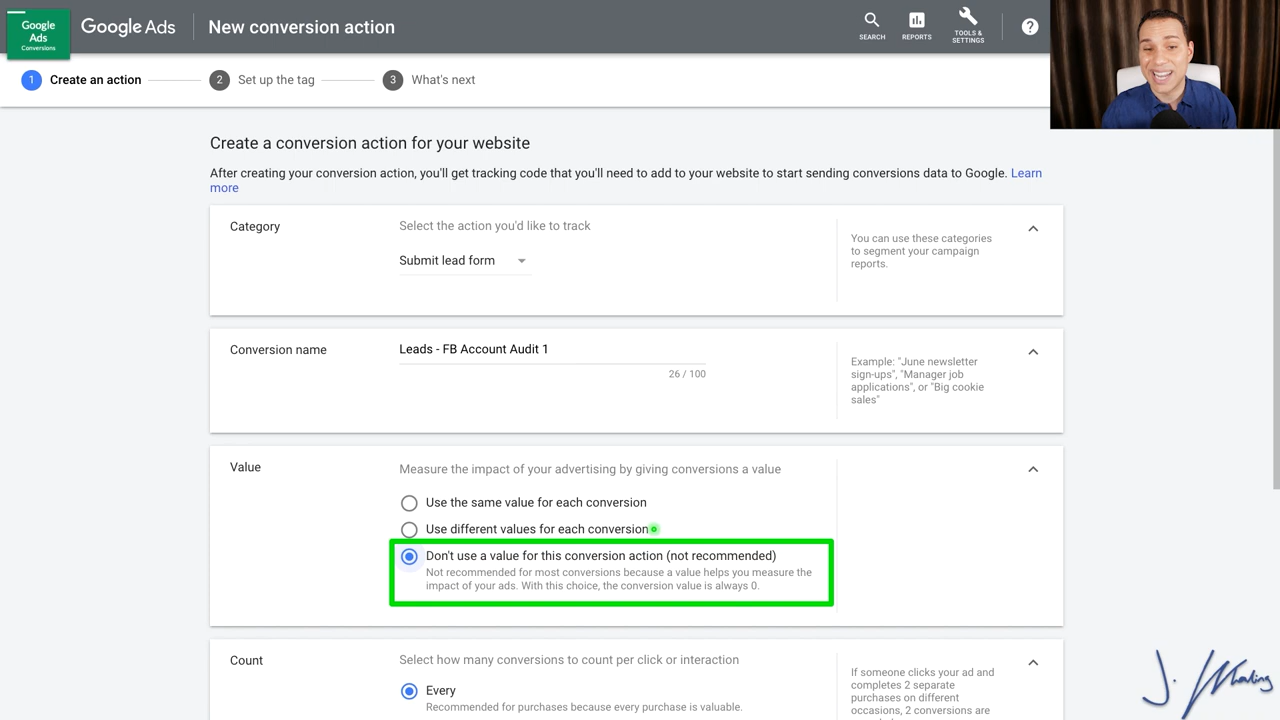 Google
Ads
Conversions
Google Ads
New conversion action
SEARCH
REPORTS
TOOLS &
SETTINGS
?
1 Create an action
2 Set up the tag
3 What's next
Create a conversion action for your website
After creating your conversion action, you'll get tracking code that you'll need to add to your website to start sending conversions data to Google. Learn
more
Category
Select the action you'd like to track
Submit lead form
You can use these categories
to segment your campaign
reports.
Conversion name
Leads - FB Account Audit 1
26 / 100
Example: "June newsletter
sign-ups", "Manager job
applications", or "Big cookie
sales"
Value
Measure the impact of your advertising by giving conversions a value
Use the same value for each conversion
Use different values for each conversion
Don't use a value for this conversion action (not recommended)
Not recommended for most conversions because a value helps you measure the
impact of your ads. With this choice, the conversion value is always 0.
Count
Select how many conversions to count per click or interaction
Every
Recommended for purchases because every purchase is valuable.
If someone clicks your ad and
completes 2 separate
purchases on different
occasions, 2 conversions are